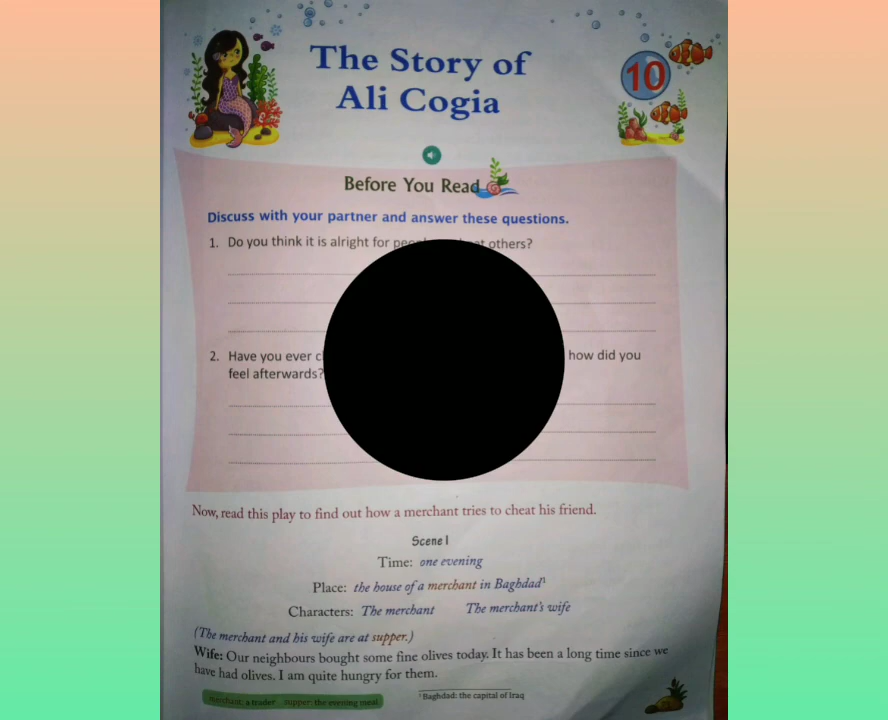 The Story of
Ali Cogia
10
Before You Read
Discuss with your partner and answer these questions.
1. Do you think it is alright for others?
2. Have you ever how did you
feel afterwards?
Now, read this play to find out how a merchant tries to cheat his friend.
Scene I
Time: one evening
Place: the house of a merchant in Baghdad¹
Characters: The merchant The merchant's wife
(The merchant and his wife are at supper.)
Wife: Our neighbours bought some fine olives today. It has been a long time since we
have had olives. I am quite hungry for them.
merchant: a trader supper: the evening meal
¹Baghdad: the capital of Iraq